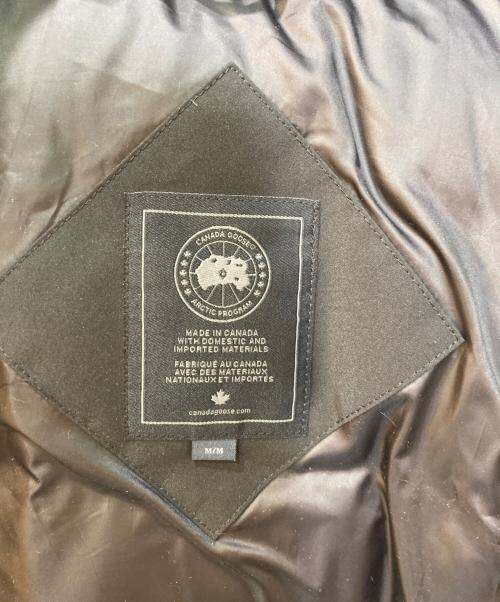 CANADA GOOSE®
ARCTIC PROGRAM
MADE IN CANADA
WITH DOMESTIC AND
IMPORTED MATERIALS
FABRIQUÉ AU CANADA
AVEC DES MATERIAUX
NATIONAUX ET IMPORTÉS
canadagoose.com
M/M